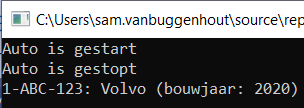 C:\Users\sam.vanbuggenhout\source\rep
Auto is gestart
Auto is gestopt
1-ABC-123: Volvo (bouwjaar: 2020)